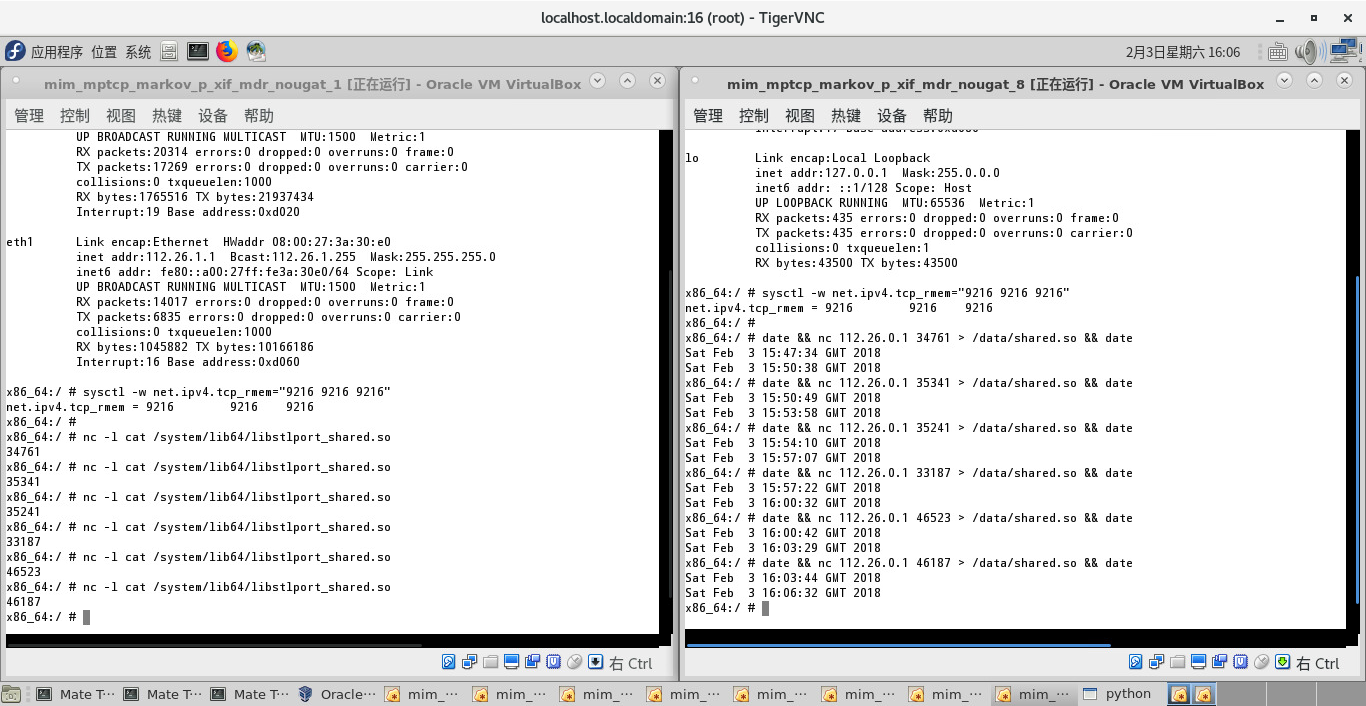 localhost.localdomain:16 (root) - TigerVNC
应用程序 位置 系统
2月3日星期六 16:06
mim_mptcp_markov_p_xif_mdr_nougat_1 [正在运行] - Oracle VM VirtualBox
管理 控制 视图 热键 设备 帮助
UP BROADCAST RUNNING MULTICAST  MTU:1500  Metric:1
RX packets:20314 errors:0 dropped:0 overruns:0 frame:0
TX packets:17269 errors:0 dropped:0 overruns:0 carrier:0
collisions:0 txqueuelen:1000
RX bytes:1765516 TX bytes:21937434
Interrupt:19 Base address:0xd020
eth1      Link encap:Ethernet  HWaddr 08:00:27:3a:30:e0
inet addr:112.26.1.1  Bcast:112.26.1.255  Mask:255.255.255.0
inet6 addr: fe80::a00:27ff:fe3a:30e0/64 Scope: Link
UP BROADCAST RUNNING MULTICAST  MTU:1500  Metric:1
RX packets:14017 errors:0 dropped:0 overruns:0 frame:0
TX packets:6835 errors:0 dropped:0 overruns:0 carrier:0
collisions:0 txqueuelen:1000
RX bytes:1045882 TX bytes:10166186
Interrupt:16 Base address:0xd060
x86_64:/ # sysctl -w net.ipv4.tcp_rmem="9216 9216 9216"
net.ipv4.tcp_rmem = 9216        9216    9216
x86_64:/ #
x86_64:/ # nc -l cat /system/lib64/libstlport_shared.so
34761
x86_64:/ # nc -l cat /system/lib64/libstlport_shared.so
35341
x86_64:/ # nc -l cat /system/lib64/libstlport_shared.so
35241
x86_64:/ # nc -l cat /system/lib64/libstlport_shared.so
33187
x86_64:/ # nc -l cat /system/lib64/libstlport_shared.so
46523
x86_64:/ # nc -l cat /system/lib64/libstlport_shared.so
46187
x86_64:/ #
右 Ctrl
mim_mptcp_markov_p_xif_mdr_nougat_8 [正在运行] - Oracle VM VirtualBox
管理 控制 视图 热键 设备 帮助
lo        Link encap:Local Loopback
inet addr:127.0.0.1  Mask:255.0.0.0
inet6 addr: ::1/128 Scope: Host
UP LOOPBACK RUNNING  MTU:65536  Metric:1
RX packets:435 errors:0 dropped:0 overruns:0 frame:0
TX packets:435 errors:0 dropped:0 overruns:0 carrier:0
collisions:0 txqueuelen:1
RX bytes:43500 TX bytes:43500
x86_64:/ # sysctl -w net.ipv4.tcp_rmem="9216 9216 9216"
net.ipv4.tcp_rmem = 9216        9216    9216
x86_64:/ #
x86_64:/ # date && nc 112.26.0.1 34761 > /data/shared.so && date
Sat Feb  3 15:47:34 GMT 2018
Sat Feb  3 15:50:38 GMT 2018
x86_64:/ # date && nc 112.26.0.1 35341 > /data/shared.so && date
Sat Feb  3 15:50:49 GMT 2018
Sat Feb  3 15:53:58 GMT 2018
x86_64:/ # date && nc 112.26.0.1 35241 > /data/shared.so && date
Sat Feb  3 15:54:10 GMT 2018
Sat Feb  3 15:57:07 GMT 2018
x86_64:/ # date && nc 112.26.0.1 33187 > /data/shared.so && date
Sat Feb  3 15:57:22 GMT 2018
Sat Feb  3 16:00:32 GMT 2018
x86_64:/ # date && nc 112.26.0.1 46523 > /data/shared.so && date
Sat Feb  3 16:00:42 GMT 2018
Sat Feb  3 16:03:29 GMT 2018
x86_64:/ # date && nc 112.26.0.1 46187 > /data/shared.so && date
Sat Feb  3 16:03:44 GMT 2018
Sat Feb  3 16:06:32 GMT 2018
x86_64:/ #
右 Ctrl
Mate T… Mate T… Mate T… Oracle… mim_… mim_… mim_… mim_… mim_… mim_… mim_… mim_… python